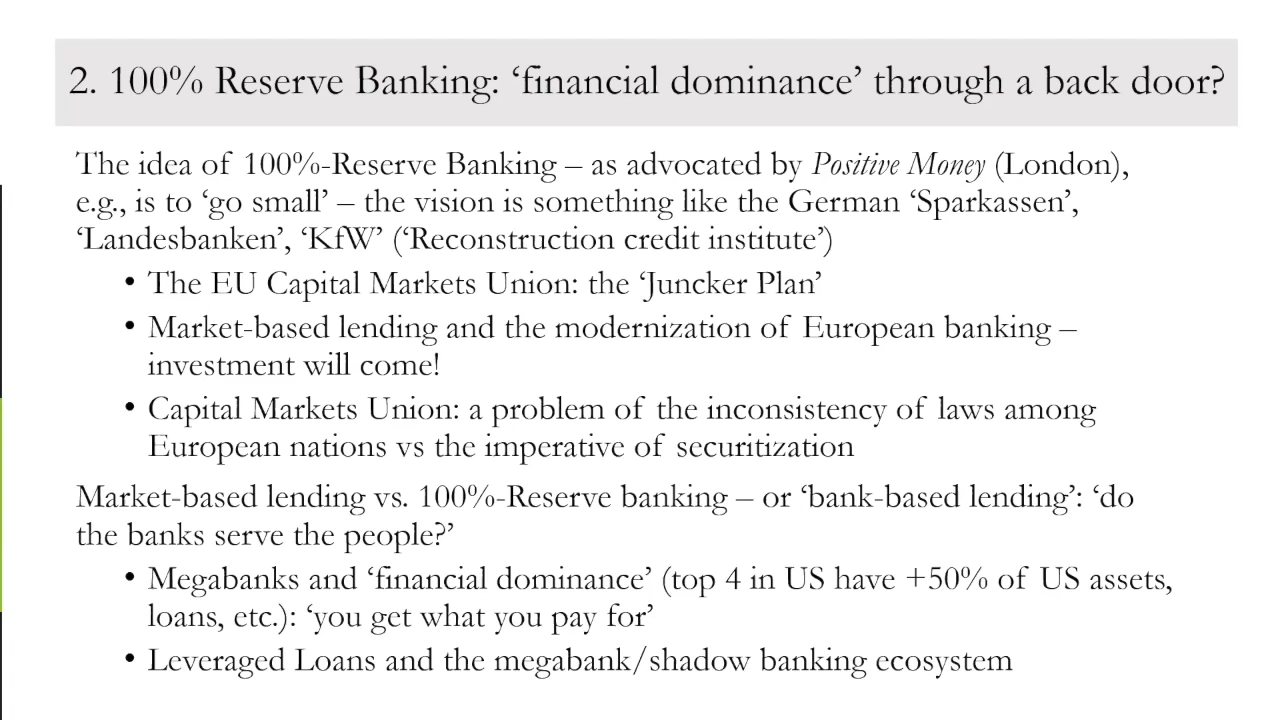 2. 100% Reserve Banking: ‘financial dominance’ through a back door?
The idea of 100%-Reserve Banking – as advocated by Positive Money (London),
e.g., is to ‘go small’ – the vision is something like the German ‘Sparkassen’,
‘Landesbanken’, ‘KfW’ (‘Reconstruction credit institute’)
• The EU Capital Markets Union: the ‘Juncker Plan’
• Market-based lending and the modernization of European banking –
investment will come!
• Capital Markets Union: a problem of the inconsistency of laws among
European nations vs the imperative of securitization
Market-based lending vs. 100%-Reserve banking – or ‘bank-based lending’: ‘do
the banks serve the people?’
• Megabanks and ‘financial dominance’ (top 4 in US have +50% of US assets,
loans, etc.): ‘you get what you pay for’
• Leveraged Loans and the megabank/shadow banking ecosystem